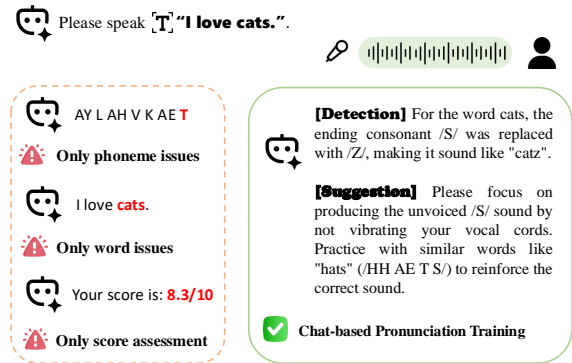 Please speak [T] “I love cats.”.
AY L AH V K AE T
Only phoneme issues
I love cats.
Only word issues
Your score is: 8.3/10
Only score assessment
[Detection] For the word cats, the
ending consonant /S/ was replaced
with /Z/, making it sound like "catz".
[Suggestion] Please focus on
producing the unvoiced /S/ sound by
not vibrating your vocal cords.
Practice with similar words like
"hats" (/HH AE T S/) to reinforce the
correct sound.
Chat-based Pronunciation Training